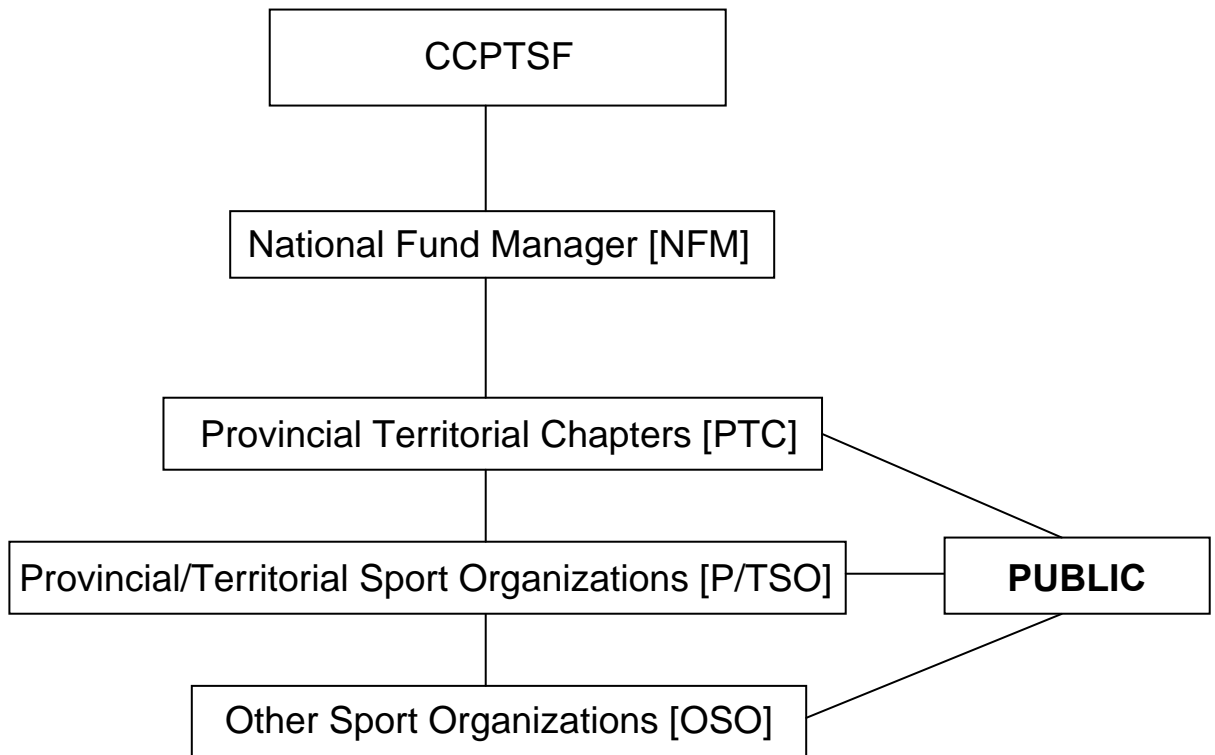 CCPTSF
National Fund Manager [NFM]
Provincial Territorial Chapters [PTC]
Provincial/Territorial Sport Organizations [P/TSO]
PUBLIC
Other Sport Organizations [OSO]